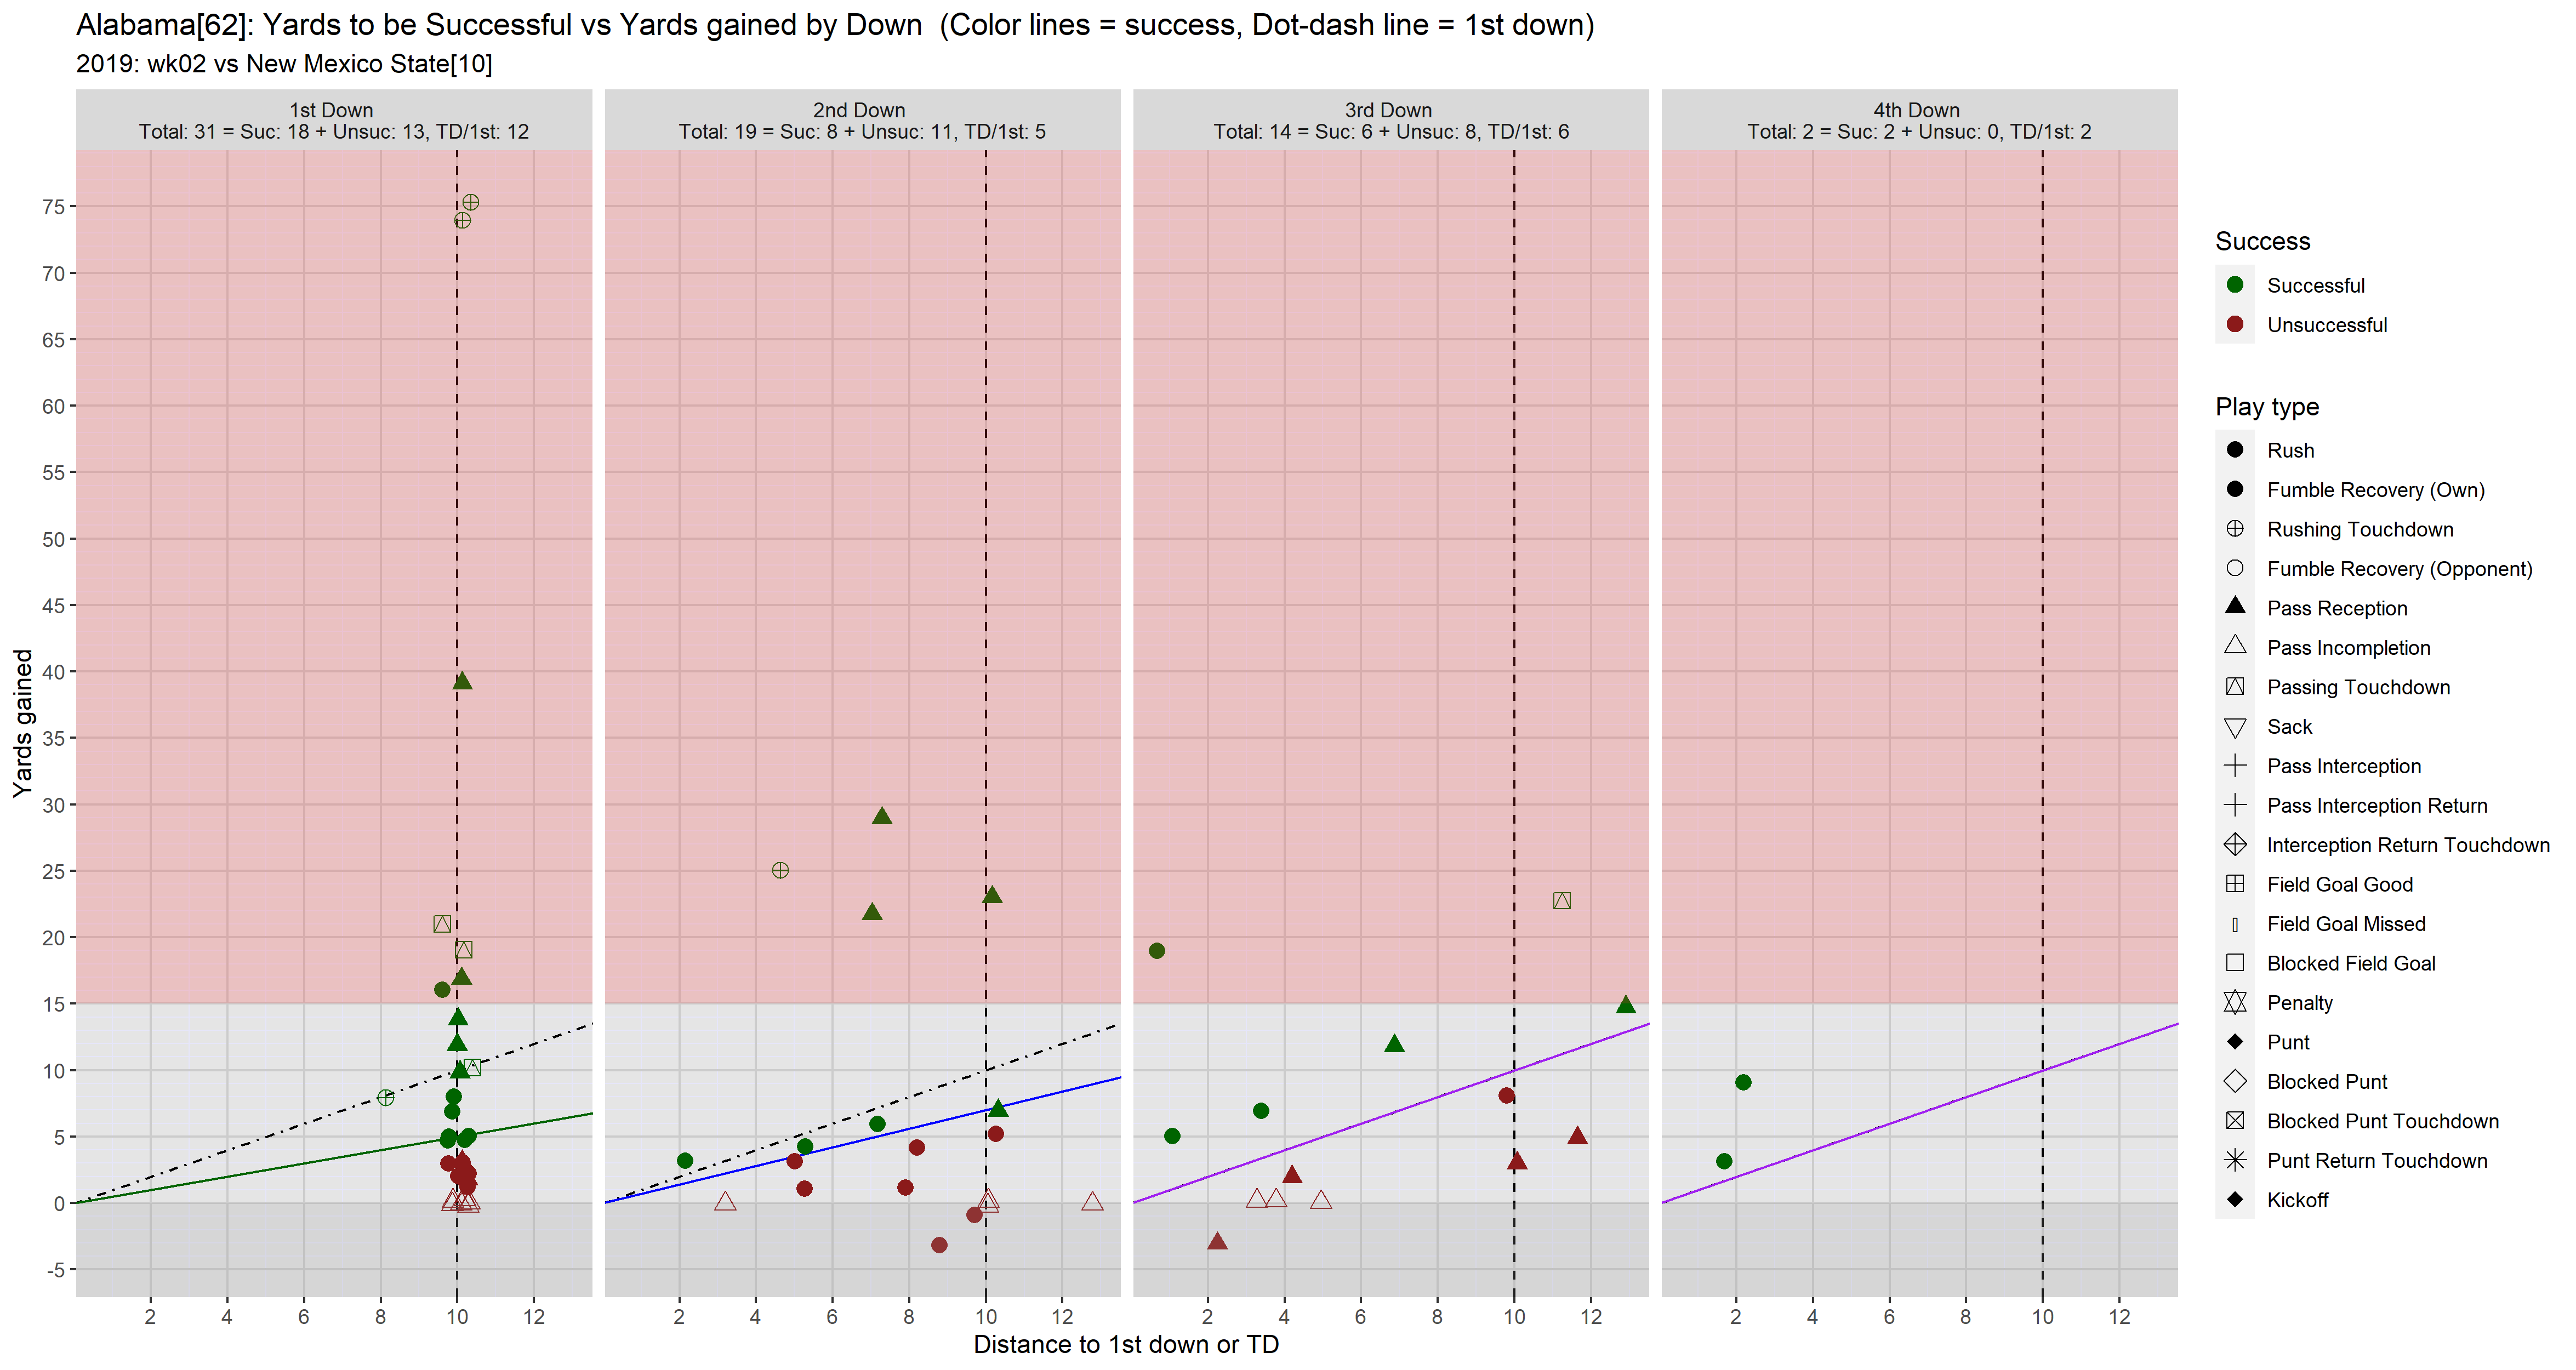 Alabama[62]: Yards to be Successful vs Yards gained by Down  (Color lines = success, Dot-dash line = 1st down)
2019: wk02 vs New Mexico State[10]
1st Down
Total: 31 = Suc: 18 + Unsuc: 13, TD/1st: 12
2nd Down
Total: 19 = Suc: 8 + Unsuc: 11, TD/1st: 5
3rd Down
Total: 14 = Suc: 6 + Unsuc: 8, TD/1st: 6
4th Down
Total: 2 = Suc: 2 + Unsuc: 0, TD/1st: 2
Yards gained
75
70
65
60
55
50
45
40
35
30
25
20
15
10
5
0
-5
2 4 6 8 10 12
2 4 6 8 10 12
2 4 6 8 10 12
2 4 6 8 10 12
Distance to 1st down or TD
Success
Successful
Unsuccessful
Play type
Rush
Fumble Recovery (Own)
Rushing Touchdown
Fumble Recovery (Opponent)
Pass Reception
Pass Incompletion
Passing Touchdown
Sack
Pass Interception
Pass Interception Return
Interception Return Touchdown
Field Goal Good
Field Goal Missed
Blocked Field Goal
Penalty
Punt
Blocked Punt
Blocked Punt Touchdown
Punt Return Touchdown
Kickoff